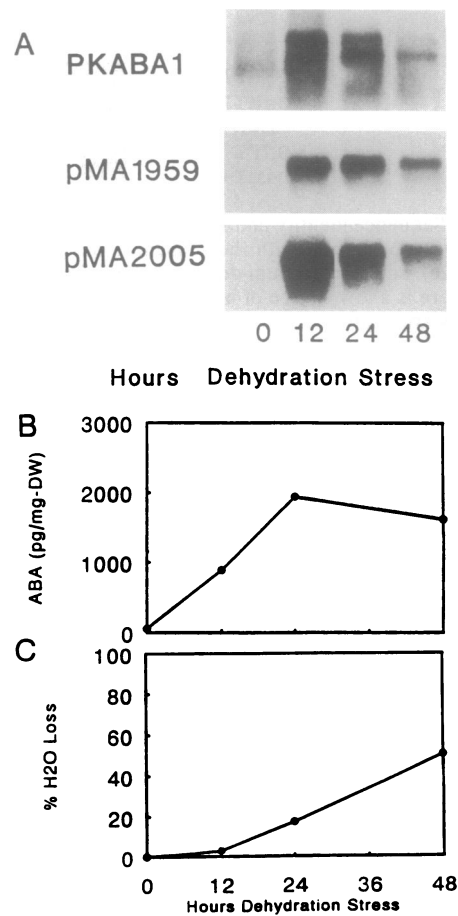 A
PKABA1
pMA1959
pMA2005
0 12 24 48
Hours Dehydration Stress
B
3000
2000
1000
0
ABA (pg/mg-DW)
C
100
80
60
40
20
0
% H2O Loss
0 12 24 36 48
Hours Dehydration Stress